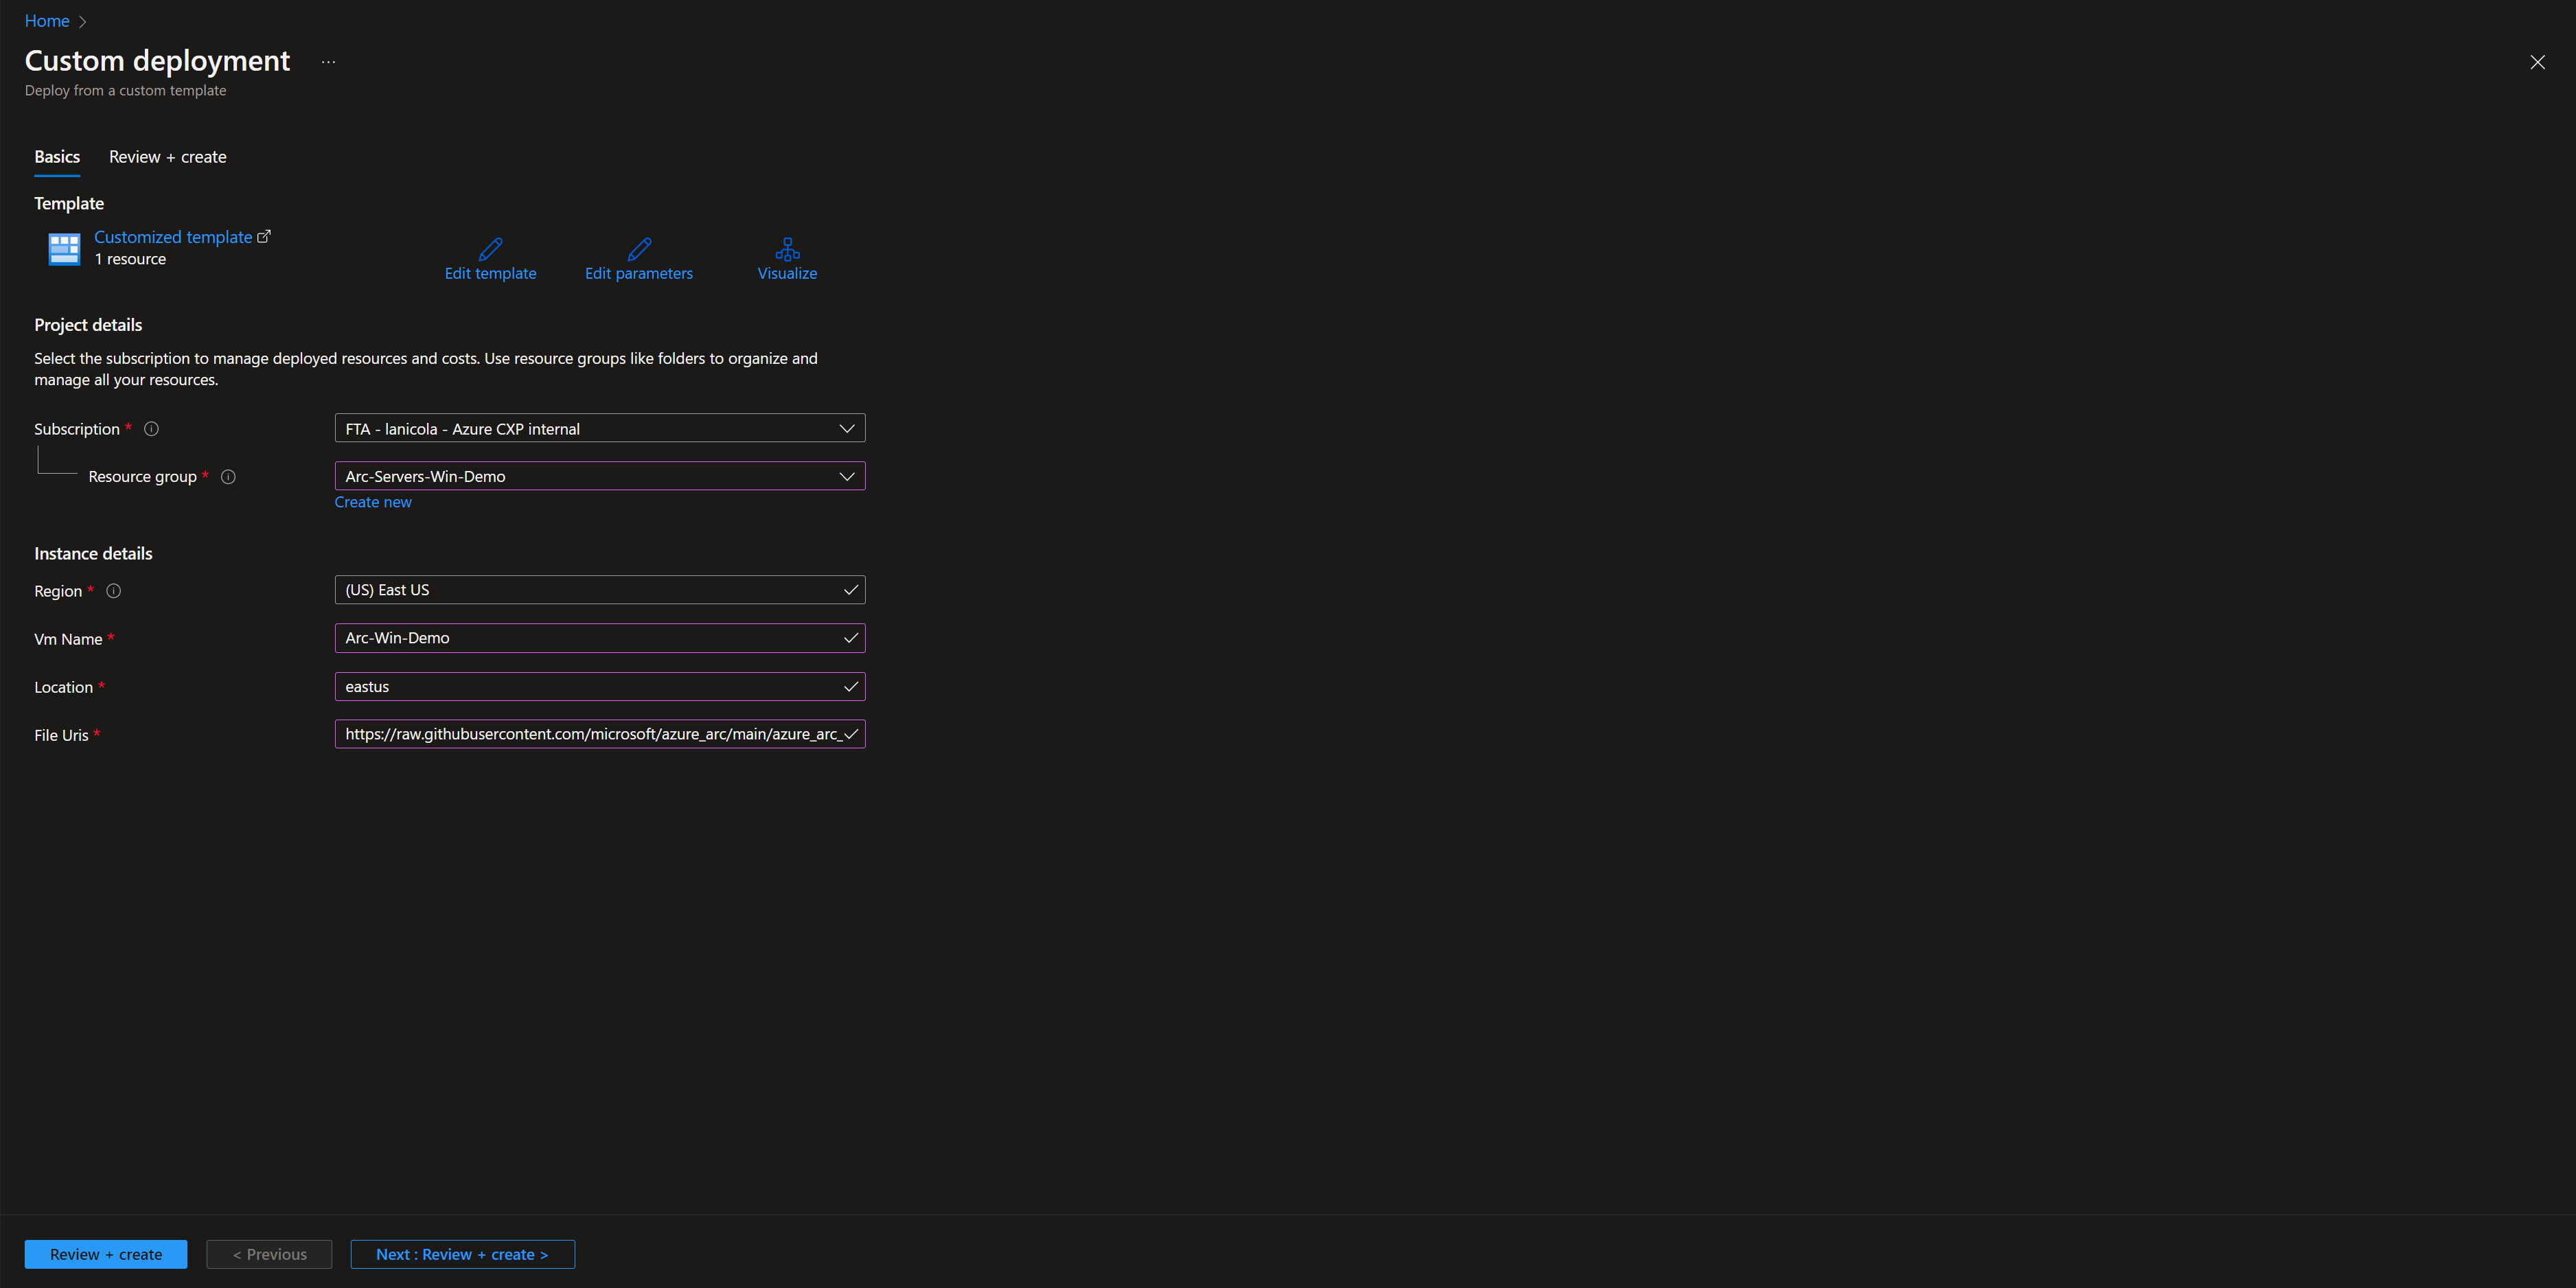 Home
Custom deployment ...
Deploy from a custom template
Basics Review + create
Template
Customized template
1 resource
Edit template Edit parameters Visualize
Project details
Select the subscription to manage deployed resources and costs. Use resource groups like folders to organize and
manage all your resources.
Subscription * FTA - lanicola - Azure CXP internal
Resource group * Arc-Servers-Win-Demo
Create new
Instance details
Region * (US) East US
Vm Name * Arc-Win-Demo
Location * eastus
File Uris * https://raw.githubusercontent.com/microsoft/azure_arc/main/azure_arc_
Review + create < Previous Next : Review + create >